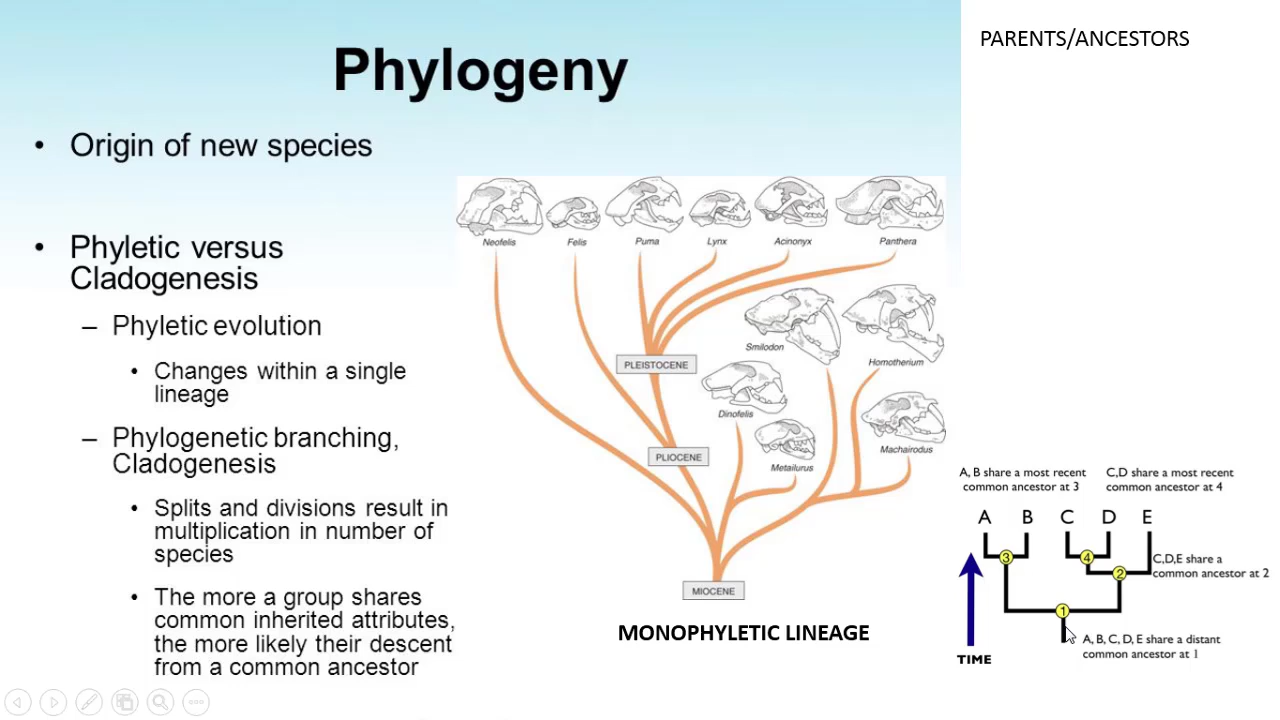 Phylogeny
• Origin of new species
• Phyletic versus
Cladogenesis
– Phyletic evolution
• Changes within a single
lineage
– Phylogenetic branching,
Cladogenesis
• Splits and divisions result in
multiplication in number of
species
• The more a group shares
common inherited attributes,
the more likely their descent
from a common ancestor
Neofelis
Felis
Puma
Lynx
Acinonyx
Panthera
Smilodon
Homotherium
PLEISTOCENE
Dinofelis
Metailurus
Machairodus
PLIOCENE
MIOCENE
MONOPHYLETIC LINEAGE
PARENTS/ANCESTORS
A, B share a most recent
common ancestor at 3
C,D share a most recent
common ancestor at 4
A B C D E
3
4
2
C,D,E share a
common ancestor at 2
1
A, B, C, D, E share a distant
common ancestor at 1
TIME